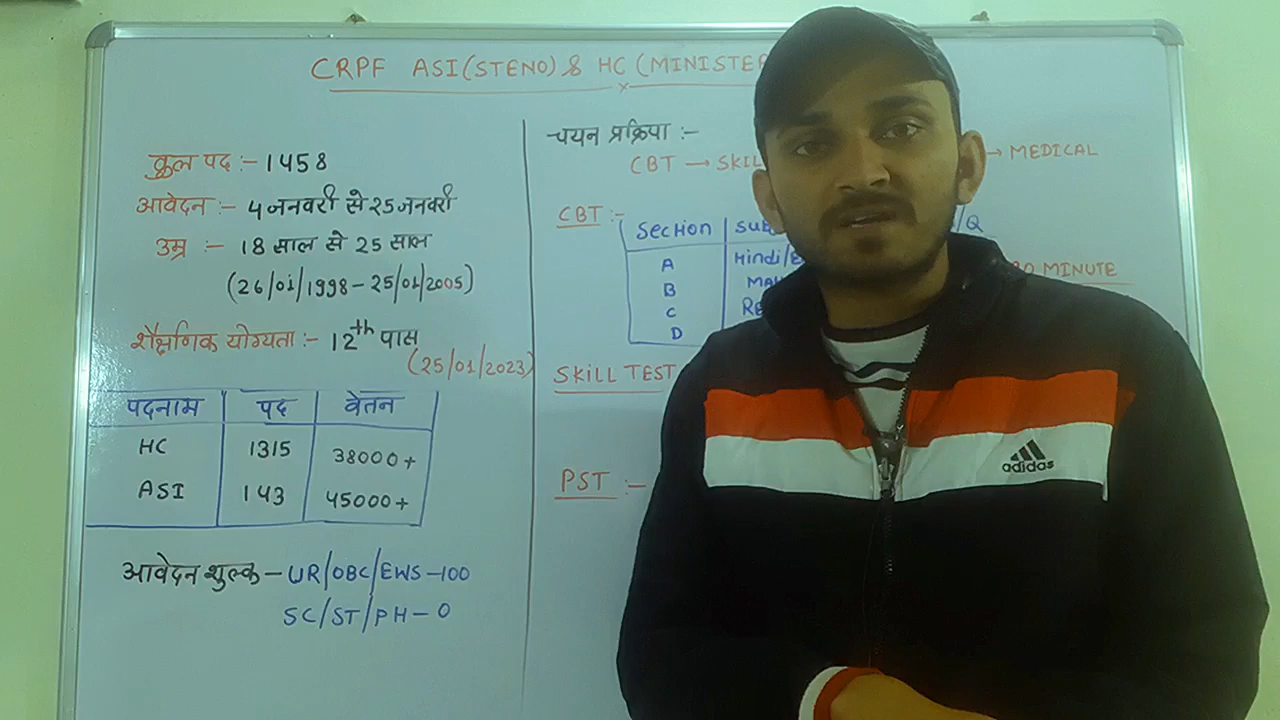 CRPF ASI(STENO) & HC (MINISTE
कुल पद :- 1458
आवेदन :- 4 जनवरी से 25 जनवरी
उम्र :- 18 साल से 25 साल
(26/01/1998 - 25/01/2005)
शैक्षणिक योग्यता :- 12th पास
(25/01/2023)
पदनाम पद वेतन
HC 1315 38000+
ASI 143 45000+
आवेदन शुल्क - UR/OBC/EWS-100
SC/ST/PH-0
चयन प्रक्रिया :-
CBT → SKIL → MEDICAL
CBT :-
Section SUB /Q
A Hindi/E
B MA
C RE
D
MINUTE
SKILL TEST
PST :-
adidas